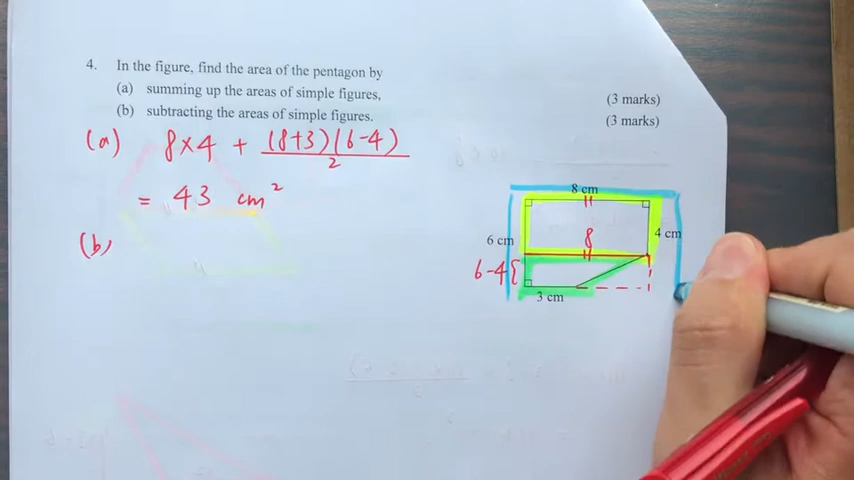 4. In the figure, find the area of the pentagon by
(a) summing up the areas of simple figures, (3 marks)
(b) subtracting the areas of simple figures. (3 marks)
(a) 8×4 + (8+3)(6-4)/2
= 43 cm²
(b)
8 cm
6 cm
8
4 cm
6-4{
3 cm